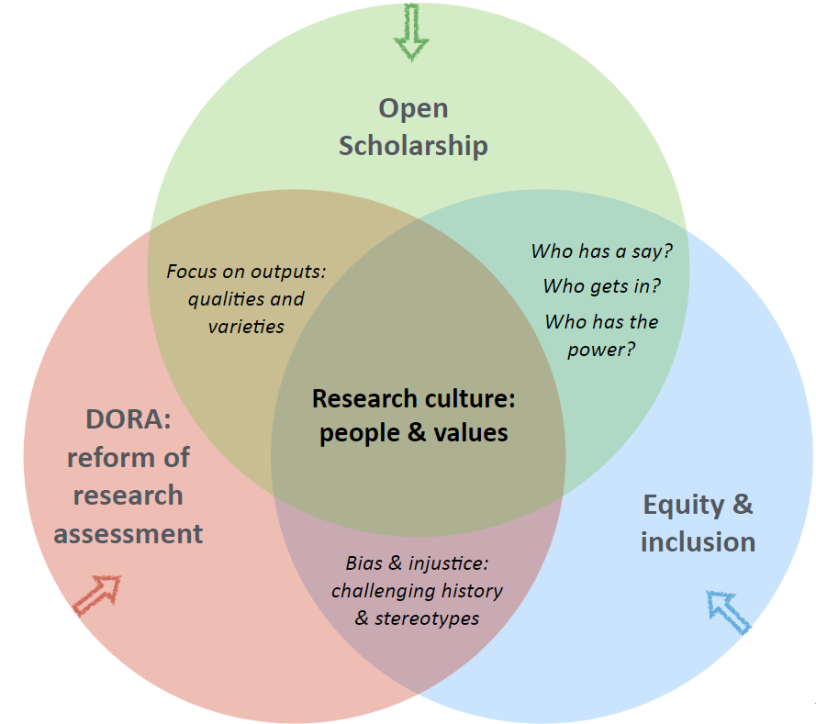 Open
Scholarship
Who has a say?
Focus on outputs:
qualities and
varieties
Who gets in?
Who has the
power?
Research culture:
people & values
DORA:
reform of
research
assessment
Equity &
inclusion
Bias & injustice:
challenging history
& stereotypes